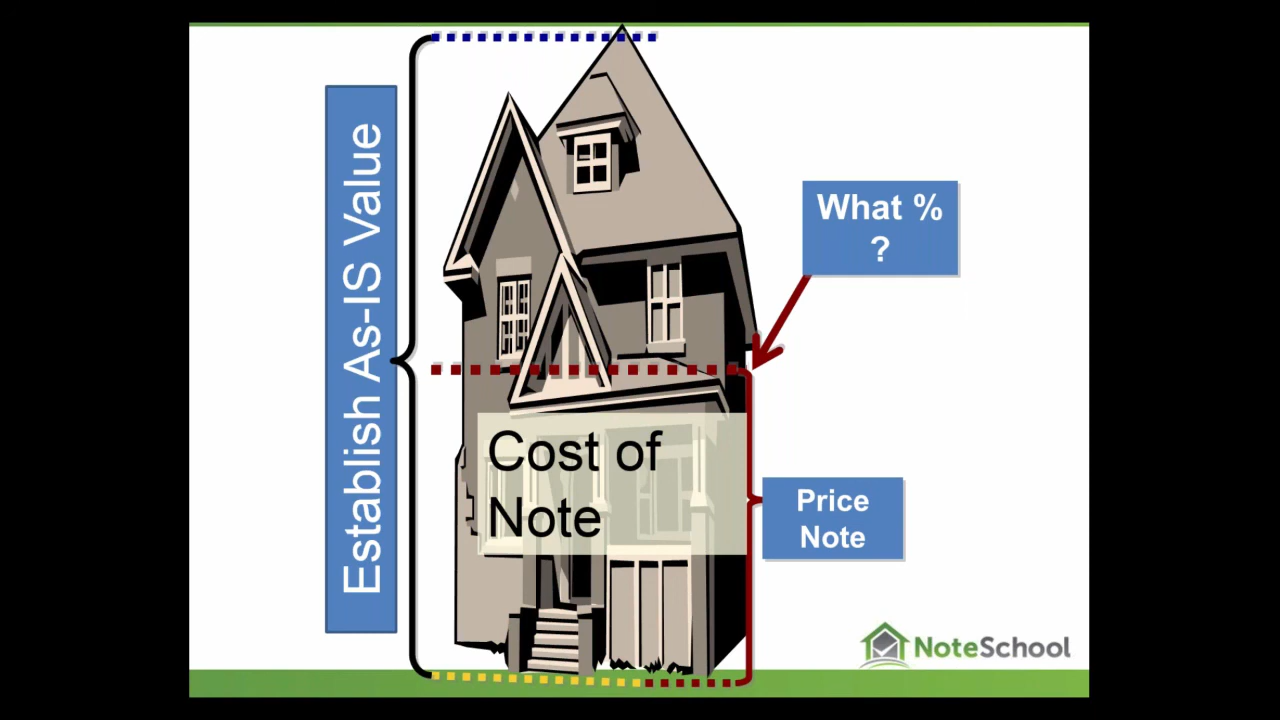 Establish As-IS Value
What %
?
Cost of
Note
Price
Note
NoteSchool